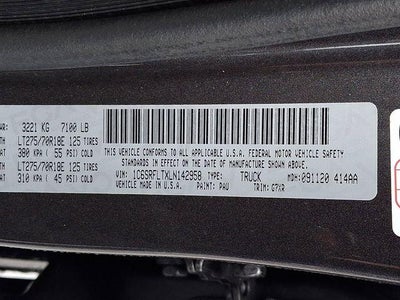 WR: 3221 KG 7100 LB
LT275/70R18E 125 TIRES
380 KPA ( 55 PSI) COLD
LT275/70R18E 125 TIRES
310 KPA ( 45 PSI) COLD
THIS VEHICLE CONFORMS TO ALL APPLICABLE U.S.A. FEDERAL MOTOR VEHICLE SAFETY
STANDARDS IN EFFECT ON THE DATE OF MANUFACTURE SHOWN ABOVE
VIN: 1C6SRFLTXLN142958 TYPE: TRUCK MDH: 091120 414AA
PAINT: PAU TRIM: G7XR